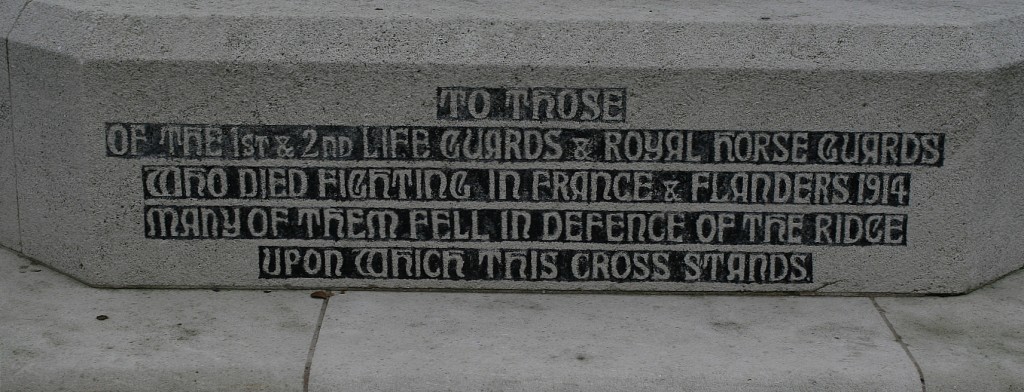 TO THOSE
OF THE 1ST & 2ND LIFE GUARDS & ROYAL HORSE GUARDS
WHO DIED FIGHTING IN FRANCE & FLANDERS 1914
MANY OF THEM FELL IN DEFENCE OF THE RIDGE
UPON WHICH THIS CROSS STANDS.